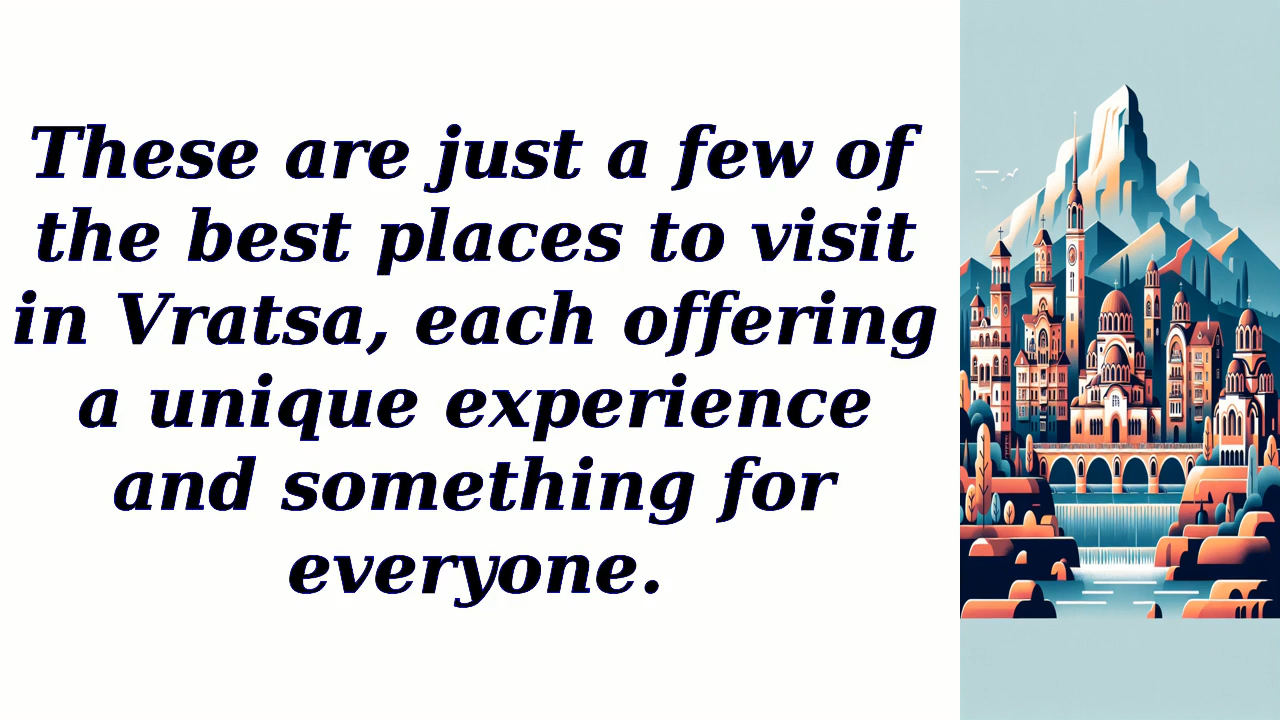 These are just a few of
the best places to visit
in Vratsa, each offering
a unique experience
and something for
everyone.